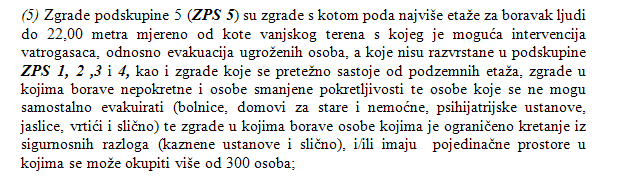 (5) Zgrade podskupine 5 (ZPS 5) su zgrade s kotom poda najviše etaže za boravak ljudi
do 22,00 metra mjereno od kote vanjskog terena s kojeg je moguća intervencija
vatrogasaca, odnosno evakuacija ugroženih osoba, a koje nisu razvrstane u podskupine
ZPS 1, 2 ,3 i 4, kao i zgrade koje se pretežno sastoje od podzemnih etaža, zgrade u
kojima borave nepokretne i osobe smanjene pokretljivosti te osobe koje se ne mogu
samostalno evakuirati (bolnice, domovi za stare i nemoćne, psihijatrijske ustanove,
jaslice, vrtići i slično) te zgrade u kojima borave osobe kojima je ograničeno kretanje iz
sigurnosnih razloga (kaznene ustanove i slično), i/ili imaju pojedinačne prostore u
kojima se može okupiti više od 300 osoba;